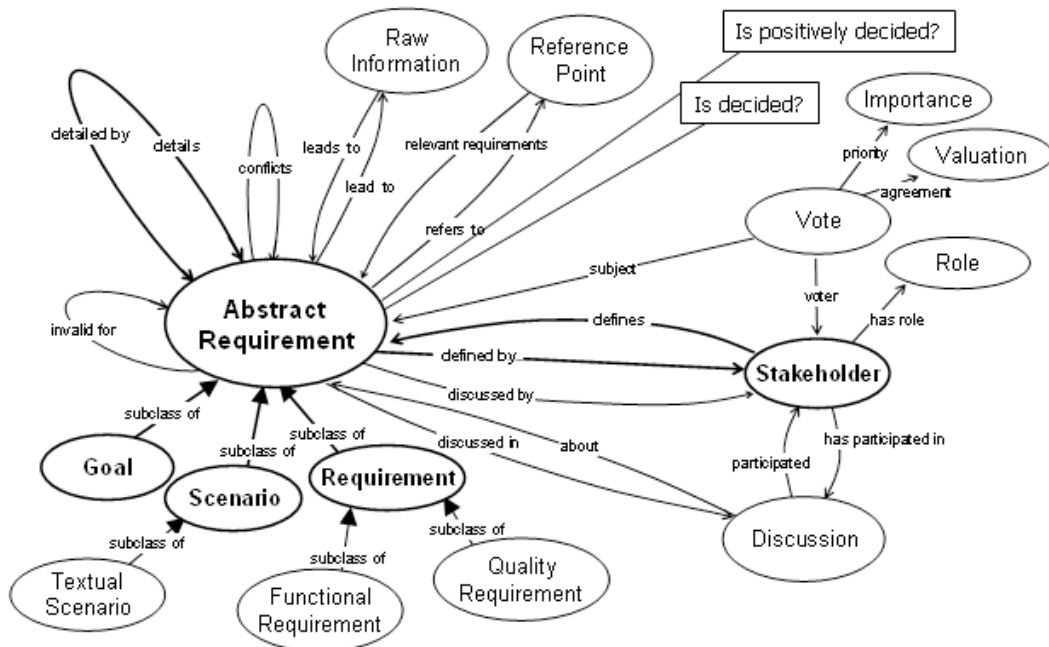 Is positively decided?
Raw
Information
Reference
Point
Is decided?
Importance
detailed by
details
conflicts
leads to
relevant requirements
priority
Valuation
lead to
agreement
Vote
refers to
subject
Role
Abstract
Requirement
voter
invalid for
defines
has role
defined by
Stakeholder
discussed by
subclass of
subclass of
discussed in
about
has participated in
Goal
subclass of
Requirement
participated
Scenario
subclass of
subclass of
Discussion
subclass of
Textual
Scenario
Functional
Requirement
Quality
Requirement